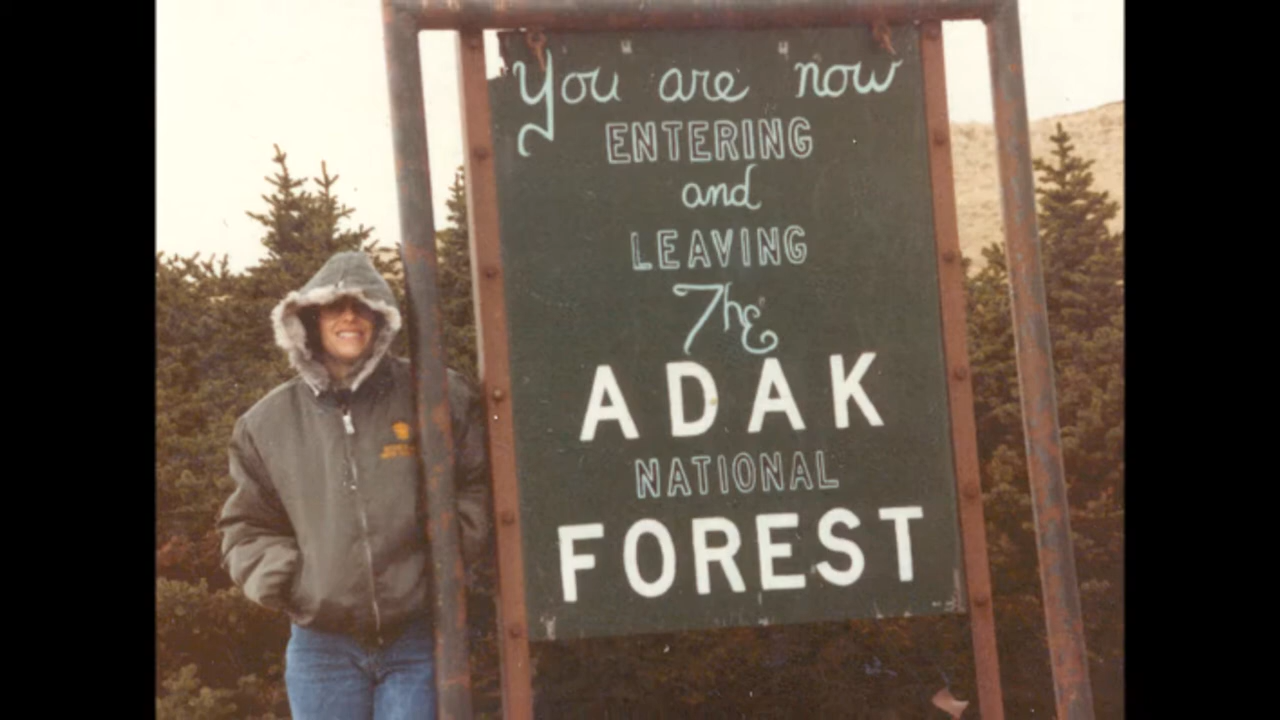 You are now
ENTERING
and
LEAVING
The
ADAK
NATIONAL
FOREST